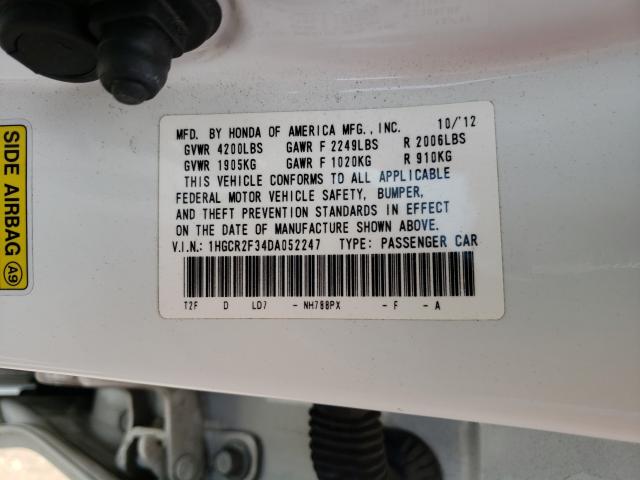 SIDE AIRBAG
A9
MFD. BY HONDA OF AMERICA MFG., INC. 10/'12
GVWR 4200LBS GAWR F 2249LBS R 2006LBS
GVWR 1905KG GAWR F 1020KG R 910KG
THIS VEHICLE CONFORMS TO ALL APPLICABLE
FEDERAL MOTOR VEHICLE SAFETY, BUMPER,
AND THEFT PREVENTION STANDARDS IN EFFECT
ON THE DATE OF MANUFACTURE SHOWN ABOVE.
V.I.N.: 1HGCR2F34DA052247 TYPE: PASSENGER CAR
T2F D LD7 - NH788PX - F - A